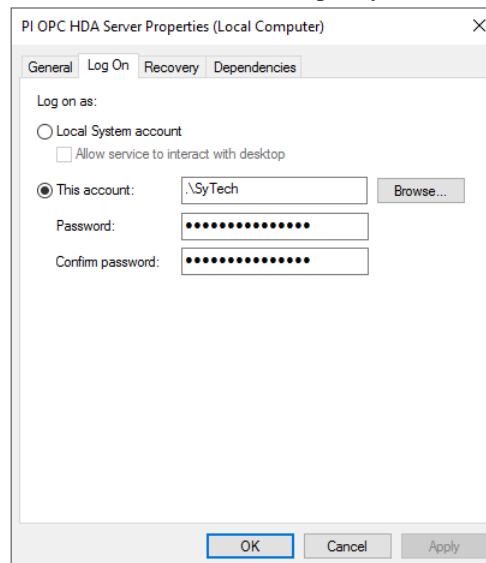 PI OPC HDA Server Properties (Local Computer)
General Log On Recovery Dependencies
Log on as:
Local System account
Allow service to interact with desktop
This account: .\SyTech Browse...
Password: •••••••••••••••
Confirm password: •••••••••••••••
OK Cancel Apply